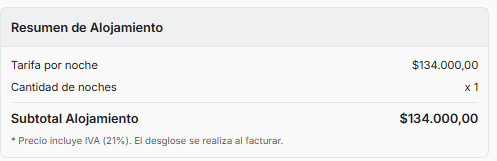 Resumen de Alojamiento
Tarifa por noche $134.000,00
Cantidad de noches x 1
Subtotal Alojamiento $134.000,00
* Precio incluye IVA (21%). El desglose se realiza al facturar.